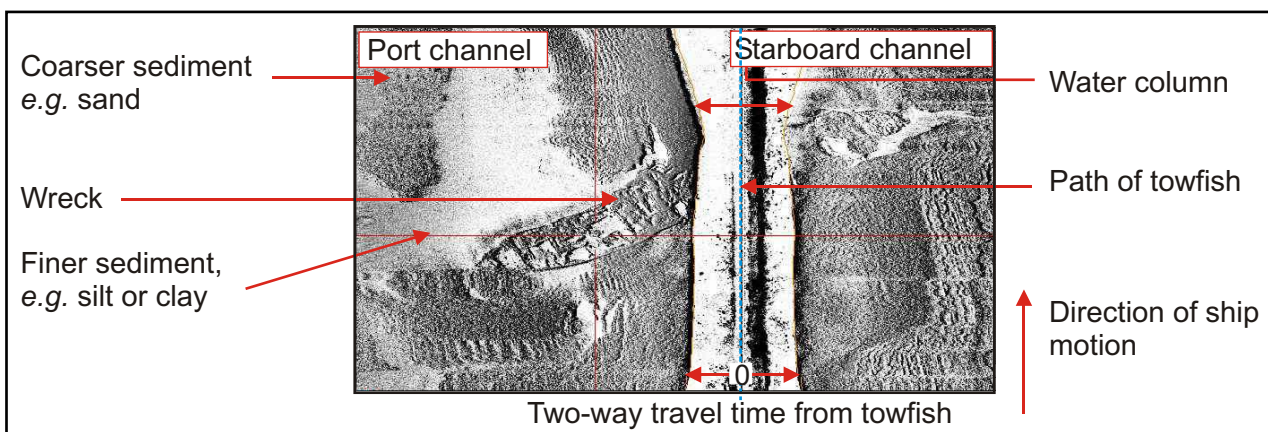 Port channel
Starboard channel
Coarser sediment
e.g. sand
Water column
Wreck
Path of towfish
Finer sediment,
e.g. silt or clay
Direction of ship
motion
0
Two-way travel time from towfish